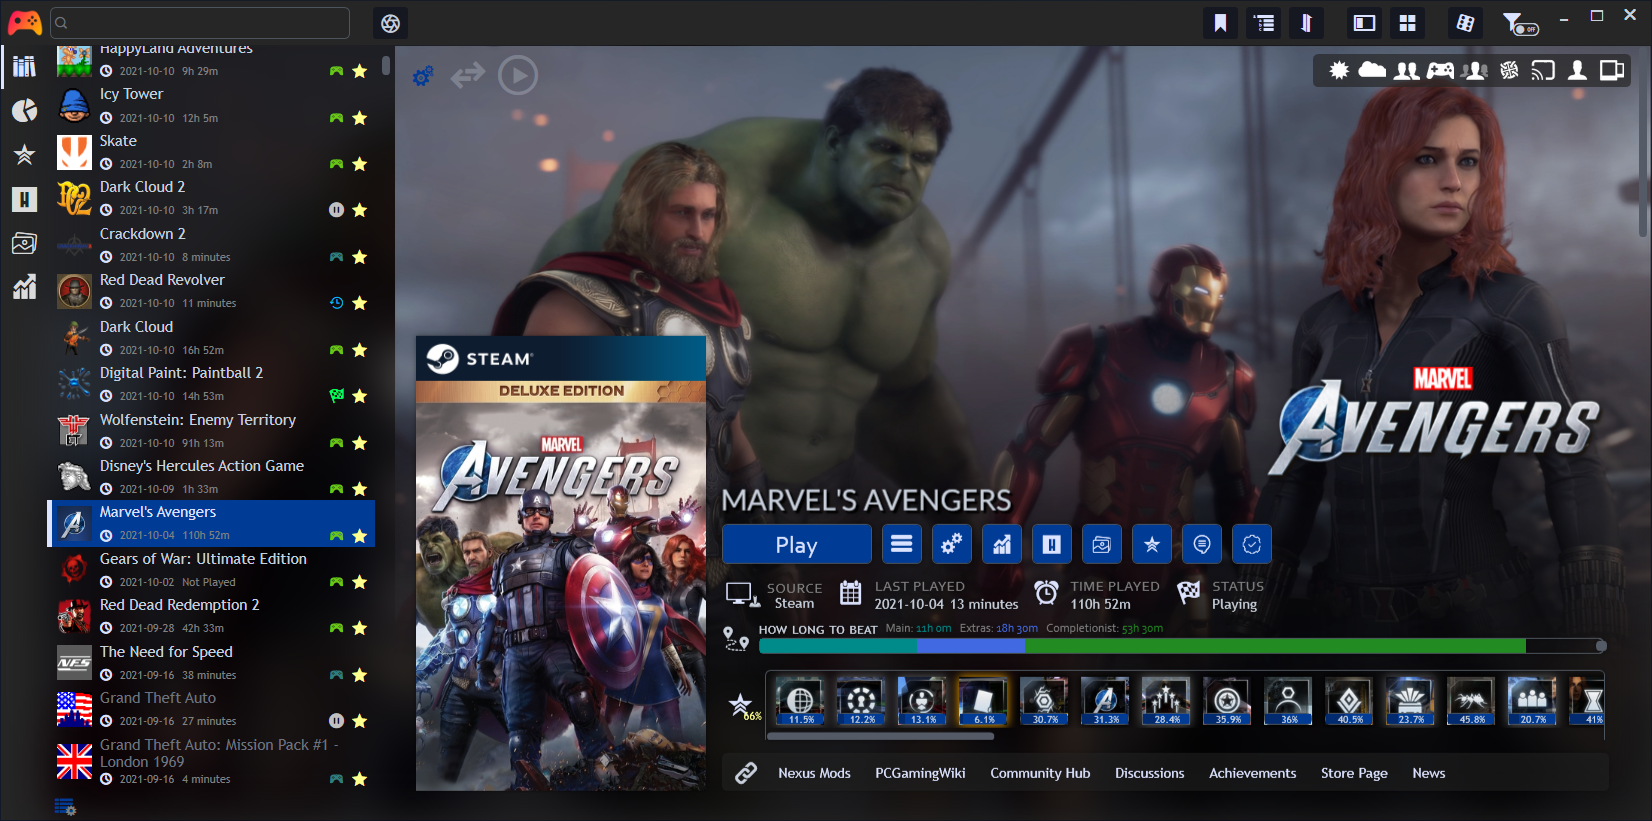 OFF
HappyLand Adventures
2021-10-10 9h 29m
Icy Tower
2021-10-10 12h 5m
Skate
2021-10-10 2h 8m
Dark Cloud 2
2021-10-10 3h 17m
Crackdown 2
2021-10-10 8 minutes
Red Dead Revolver
2021-10-10 11 minutes
Dark Cloud
2021-10-10 16h 52m
Digital Paint: Paintball 2
2021-10-10 14h 53m
Wolfenstein: Enemy Territory
2021-10-10 91h 13m
Disney's Hercules Action Game
2021-10-09 1h 33m
Marvel's Avengers
2021-10-04 110h 52m
Gears of War: Ultimate Edition
2021-10-02 Not Played
Red Dead Redemption 2
2021-09-28 42h 33m
The Need for Speed
2021-09-16 38 minutes
Grand Theft Auto
2021-09-16 27 minutes
Grand Theft Auto: Mission Pack #1 -
London 1969
2021-09-16 4 minutes
STEAM
DELUXE EDITION
MARVEL
AVENGERS
MARVEL
AVENGERS
MARVEL'S AVENGERS
Play
SOURCE
Steam
LAST PLAYED
2021-10-04 13 minutes
TIME PLAYED
110h 52m
STATUS
Playing
HOW LONG TO BEAT Main: 11h 0m Extras: 18h 30m Completionist: 53h 30m
66%
11.5% 12.2% 13.1% 6.1% 30.7% 31.3% 28.4% 35.9% 36% 40.5% 23.7% 45.8% 20.7% 41%
Nexus Mods PCGamingWiki Community Hub Discussions Achievements Store Page News